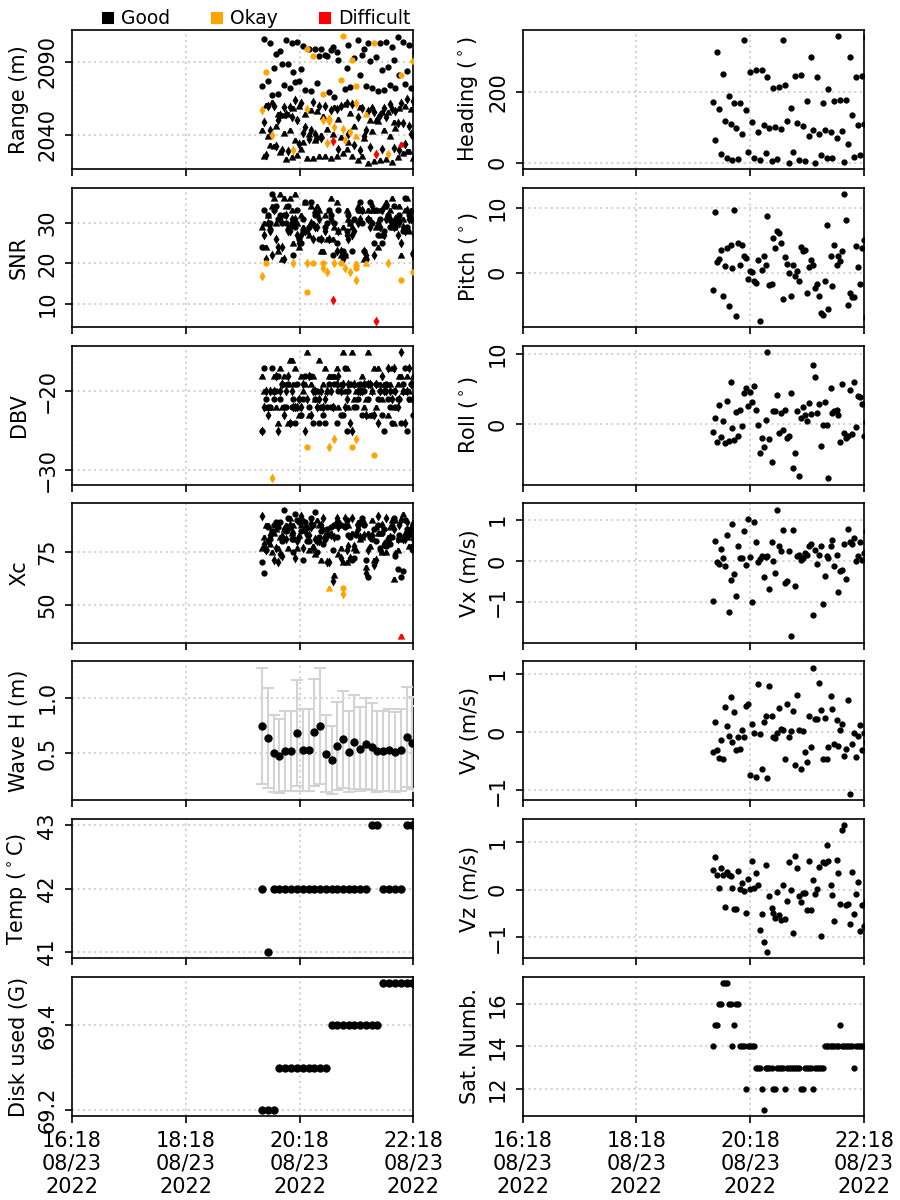 Good Okay Difficult
Range (m)
2090
2040
Heading (°)
200
0
SNR
30
20
10
Pitch (°)
10
0
DBV
−20
−30
Roll (°)
10
0
Xc
75
50
Vx (m/s)
1
0
−1
Wave H (m)
1.0
0.5
Vy (m/s)
1
0
−1
Temp (°C)
43
42
41
Vz (m/s)
1
0
−1
Disk used (G)
69.4
69.2
Sat. Numb.
16
14
12
16:18 18:18 20:18 22:18 16:18 18:18 20:18 22:18
08/23 08/23 08/23 08/23 08/23 08/23 08/23 08/23
2022 2022 2022 2022 2022 2022 2022 2022